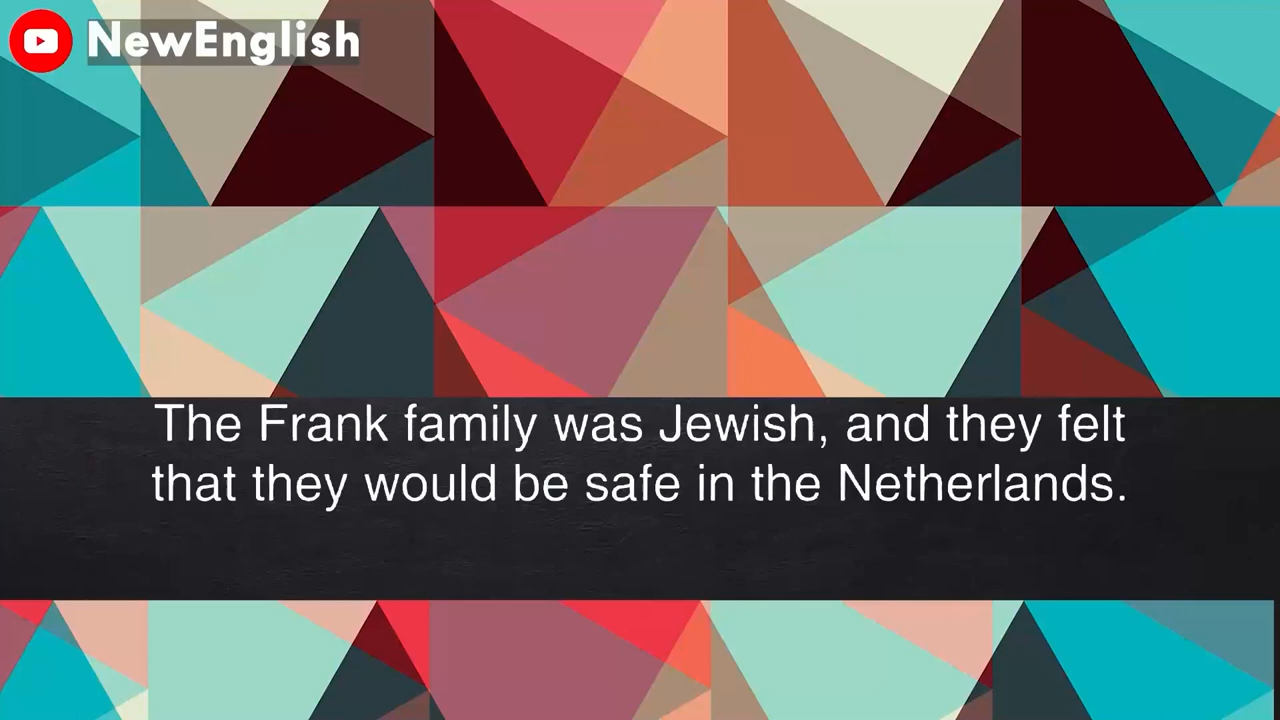 NewEnglish
The Frank family was Jewish, and they felt
that they would be safe in the Netherlands.